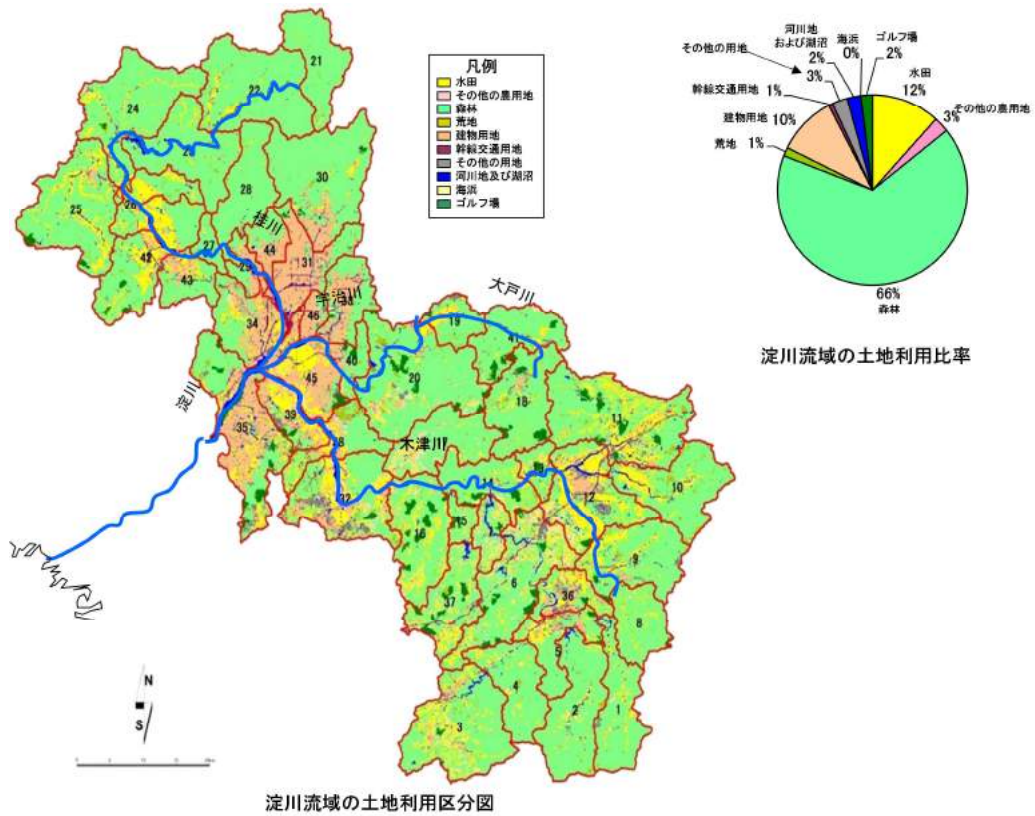 凡例
水田
その他の農用地
森林
荒地
建物用地
幹線交通用地
その他の用地
河川地及び湖沼
海浜
ゴルフ場
河川地
および湖沼
2%
海浜
0%
ゴルフ場
2%
その他の用地
3%
幹線交通用地 1%
建物用地 10%
荒地 1%
水田
12%
その他の農用地
3%
66%
森林
淀川流域の土地利用比率
21
22
24
28
30
25
26
27
42
43
29
44
31
桂川
宇治川
34
46
40
大戸川
19
41
20
18
45
淀川
39
35
木津川
11
12
10
32
14
15
16
9
6
36
37
8
5
4
3
2
1
N
S
淀川流域の土地利用区分図